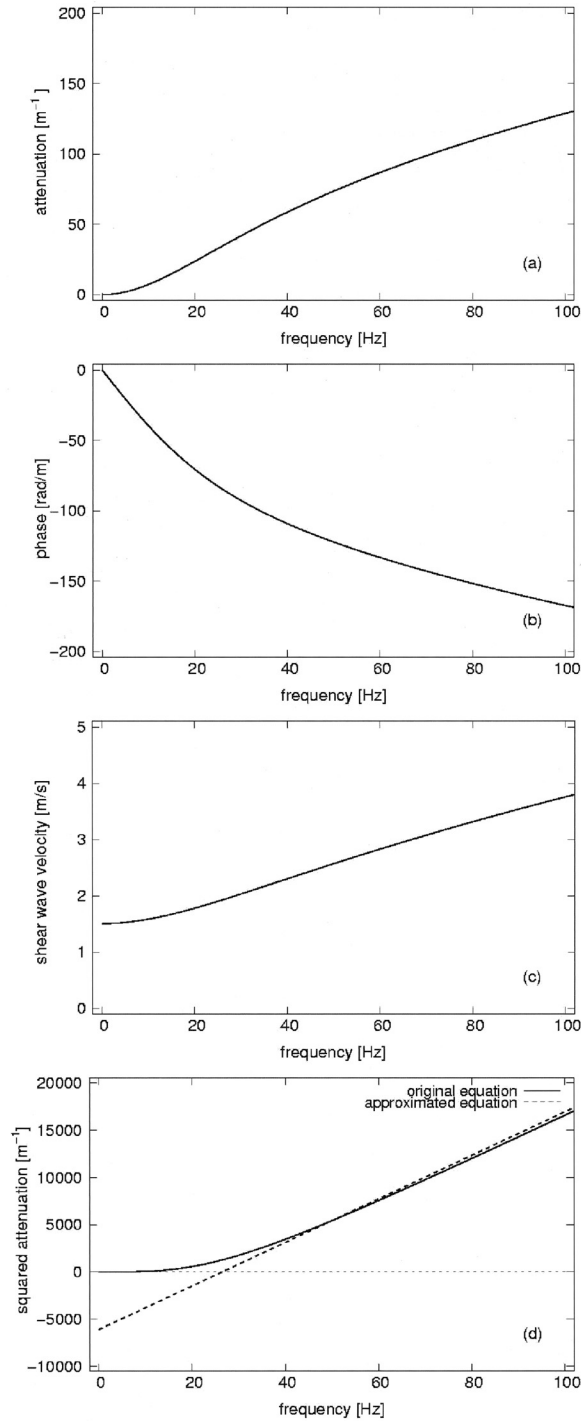 200
150
100
50
0
attenuation [m⁻¹]
(a)
0 20 40 60 80 100
frequency [Hz]
0
−50
−100
−150
−200
phase [rad/m]
(b)
0 20 40 60 80 100
frequency [Hz]
5
4
3
2
1
0
shear wave velocity [m/s]
(c)
0 20 40 60 80 100
frequency [Hz]
20000
15000
10000
5000
0
−5000
−10000
squared attenuation [m⁻¹]
original equation
approximated equation
(d)
0 20 40 60 80 100
frequency [Hz]